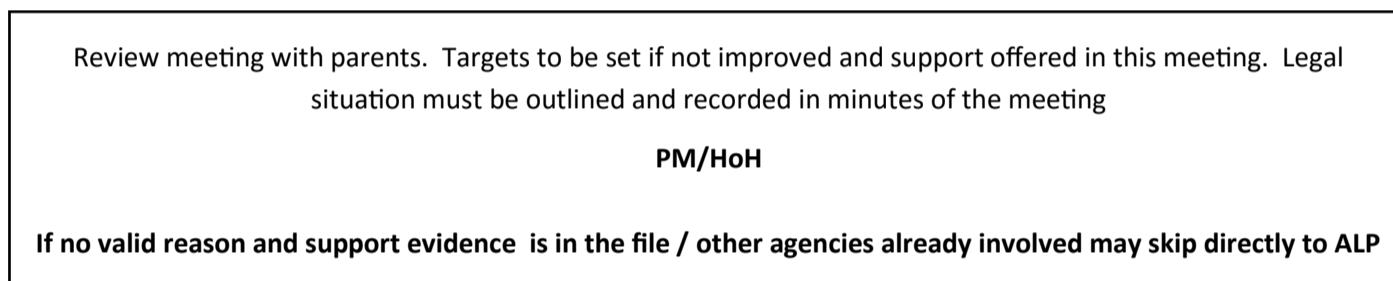 Review meeting with parents.  Targets to be set if not improved and support offered in this meeting.  Legal
situation must be outlined and recorded in minutes of the meeting
PM/HoH
If no valid reason and support evidence  is in the file / other agencies already involved may skip directly to ALP